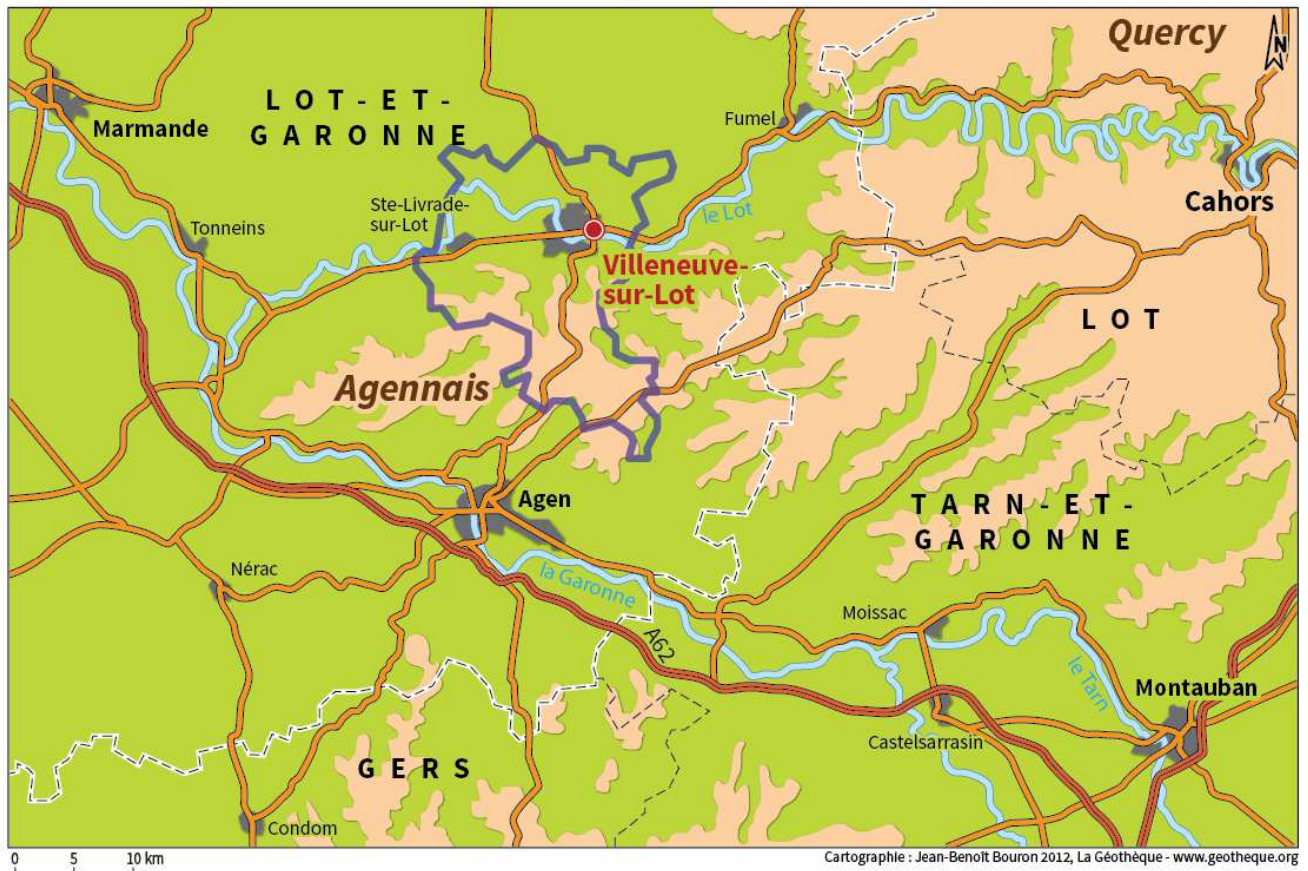 Quercy
N
LOT-ET-
GARONNE
Marmande
Fumel
Ste-Livrade-
sur-Lot
Cahors
Tonneins
le Lot
Villeneuve-
sur-Lot
LOT
Agennais
Agen
TARN-ET-
GARONNE
Nérac
la Garonne
Moissac
A62
le Tarn
Montauban
Castelsarrasin
GERS
Condom
0 5 10 km
Cartographie : Jean-Benoît Bouron 2012, La Géothèque - www.geotheque.org